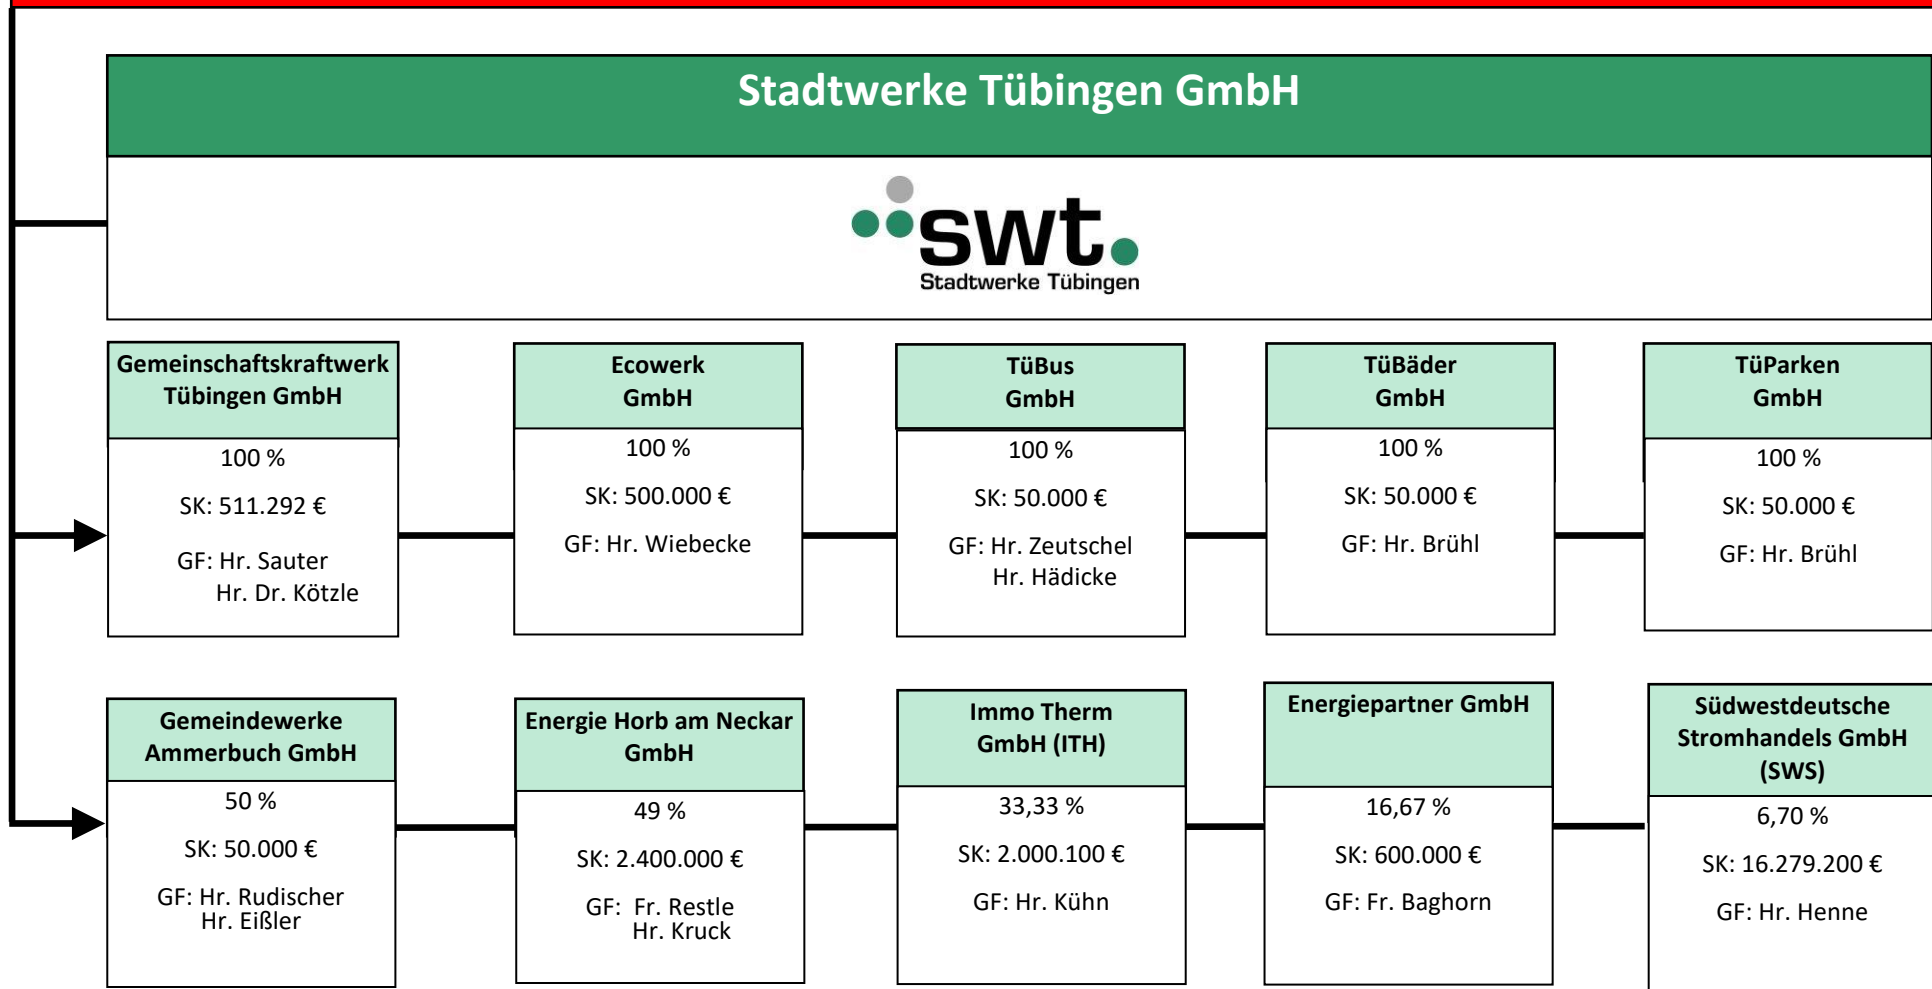 Stadtwerke Tübingen GmbH
swt.
Stadtwerke Tübingen
Gemeinschaftskraftwerk
Tübingen GmbH
100 %
SK: 511.292 €
GF: Hr. Sauter
Hr. Dr. Kötzle
Ecowerk
GmbH
100 %
SK: 500.000 €
GF: Hr. Wiebecke
TüBus
GmbH
100 %
SK: 50.000 €
GF: Hr. Zeutschel
Hr. Hädicke
TüBäder
GmbH
100 %
SK: 50.000 €
GF: Hr. Brühl
TüParken
GmbH
100 %
SK: 50.000 €
GF: Hr. Brühl
Gemeindewerke
Ammerbuch GmbH
50 %
SK: 50.000 €
GF: Hr. Rudischer
Hr. Eißler
Energie Horb am Neckar
GmbH
49 %
SK: 2.400.000 €
GF: Fr. Restle
Hr. Kruck
Immo Therm
GmbH (ITH)
33,33 %
SK: 2.000.100 €
GF: Hr. Kühn
Energiepartner GmbH
16,67 %
SK: 600.000 €
GF: Fr. Baghorn
Südwestdeutsche
Stromhandels GmbH
(SWS)
6,70 %
SK: 16.279.200 €
GF: Hr. Henne